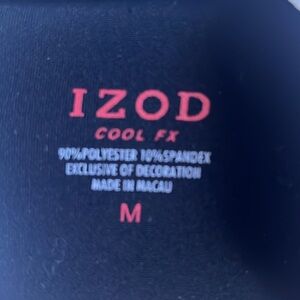 IZOD
COOL FX
90%POLYESTER 10%SPANDEX
EXCLUSIVE OF DECORATION
MADE IN MACAU
M